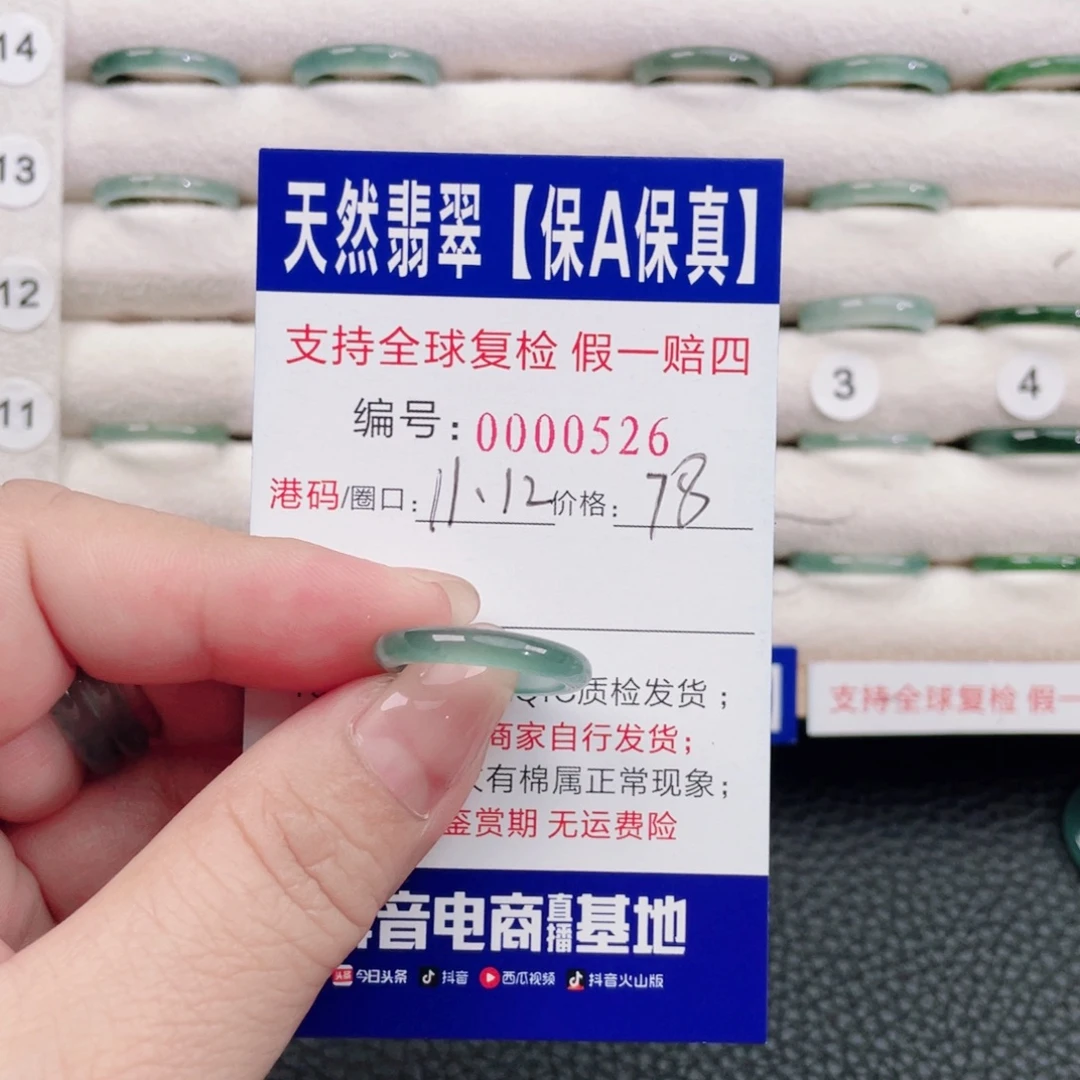 14
13
12
11
3
4
天然翡翠【保A保真】
支持全球复检 假一赔四
编号：0000526
港码/圈口：11、12 价格：78
质检发货；
商家自行发货；
有棉属正常现象；
鉴赏期 无运费险
音电商直播基地
今日头条 抖音 西瓜视频 抖音火山版
支持全球复检 假一